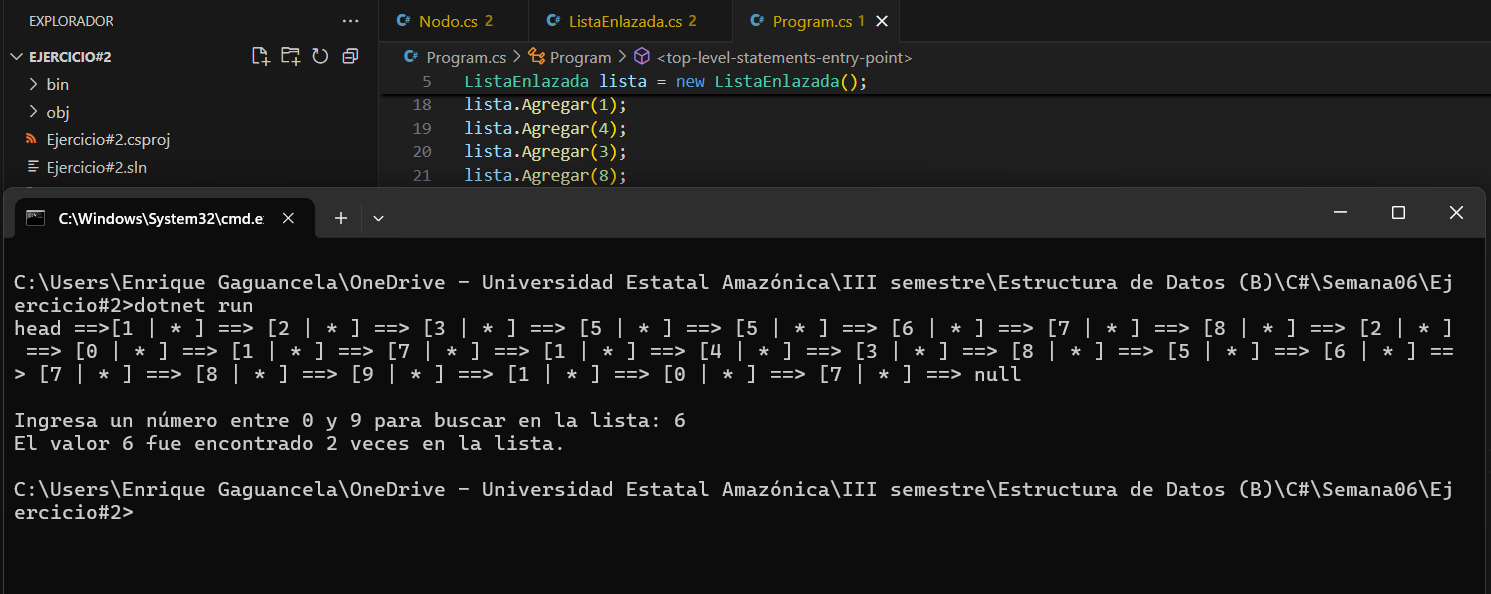 EXPLORADOR ···
Nodo.cs 2 ListaEnlazada.cs 2 Program.cs 1
EJERCICIO#2
Program.cs > Program > <top-level-statements-entry-point>
bin
obj
Ejercicio#2.csproj
Ejercicio#2.sln
5 ListaEnlazada lista = new ListaEnlazada();
18 lista.Agregar(1);
19 lista.Agregar(4);
20 lista.Agregar(3);
21 lista.Agregar(8);
C:\Windows\System32\cmd.e
C:\Users\Enrique Gaguancela\OneDrive - Universidad Estatal Amazónica\III semestre\Estructura de Datos (B)\C#\Semana06\Ej
ercicio#2>dotnet run
head ==>[1 | * ] ==> [2 | * ] ==> [3 | * ] ==> [5 | * ] ==> [5 | * ] ==> [6 | * ] ==> [7 | * ] ==> [8 | * ] ==> [2 | * ]
 ==> [0 | * ] ==> [1 | * ] ==> [7 | * ] ==> [1 | * ] ==> [4 | * ] ==> [3 | * ] ==> [8 | * ] ==> [5 | * ] ==> [6 | * ] ==
> [7 | * ] ==> [8 | * ] ==> [9 | * ] ==> [1 | * ] ==> [0 | * ] ==> [7 | * ] ==> null
Ingresa un número entre 0 y 9 para buscar en la lista: 6
El valor 6 fue encontrado 2 veces en la lista.
C:\Users\Enrique Gaguancela\OneDrive - Universidad Estatal Amazónica\III semestre\Estructura de Datos (B)\C#\Semana06\Ej
ercicio#2>